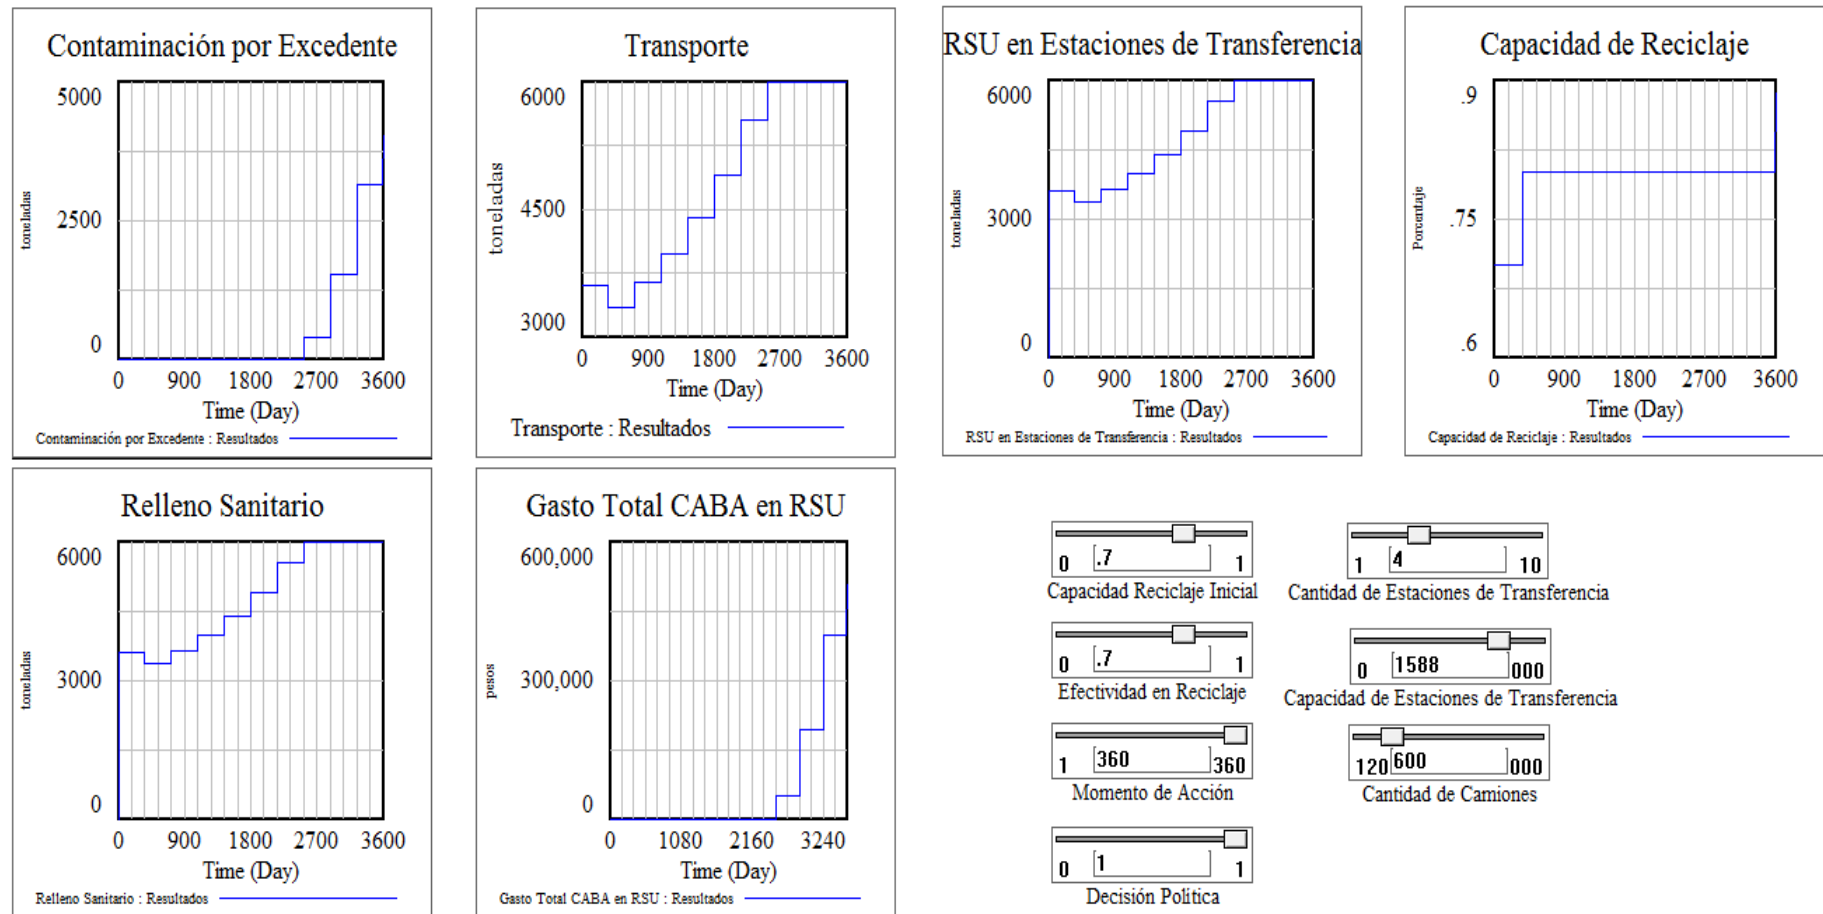 Contaminación por Excedente
5000
2500
0
toneladas
0 900 1800 2700 3600
Time (Day)
Contaminación por Excedente : Resultados
Transporte
6000
4500
3000
toneladas
0 900 1800 2700 3600
Time (Day)
Transporte : Resultados
RSU en Estaciones de Transferencia
6000
3000
0
toneladas
0 900 1800 2700 3600
Time (Day)
RSU en Estaciones de Transferencia : Resultados
Capacidad de Reciclaje
.9
.75
.6
Porcentaje
0 900 1800 2700 3600
Time (Day)
Capacidad de Reciclaje : Resultados
Relleno Sanitario
6000
3000
0
toneladas
0 900 1800 2700 3600
Time (Day)
Relleno Sanitario : Resultados
Gasto Total CABA en RSU
600,000
300,000
0
pesos
0 1080 2160 3240
Time (Day)
Gasto Total CABA en RSU : Resultados
0 .7 1
Capacidad Reciclaje Inicial
1 4 10
Cantidad de Estaciones de Transferencia
0 .7 1
Efectividad en Reciclaje
0 1588 000
Capacidad de Estaciones de Transferencia
1 360 360
Momento de Acción
120 600 000
Cantidad de Camiones
0 1 1
Decisión Política